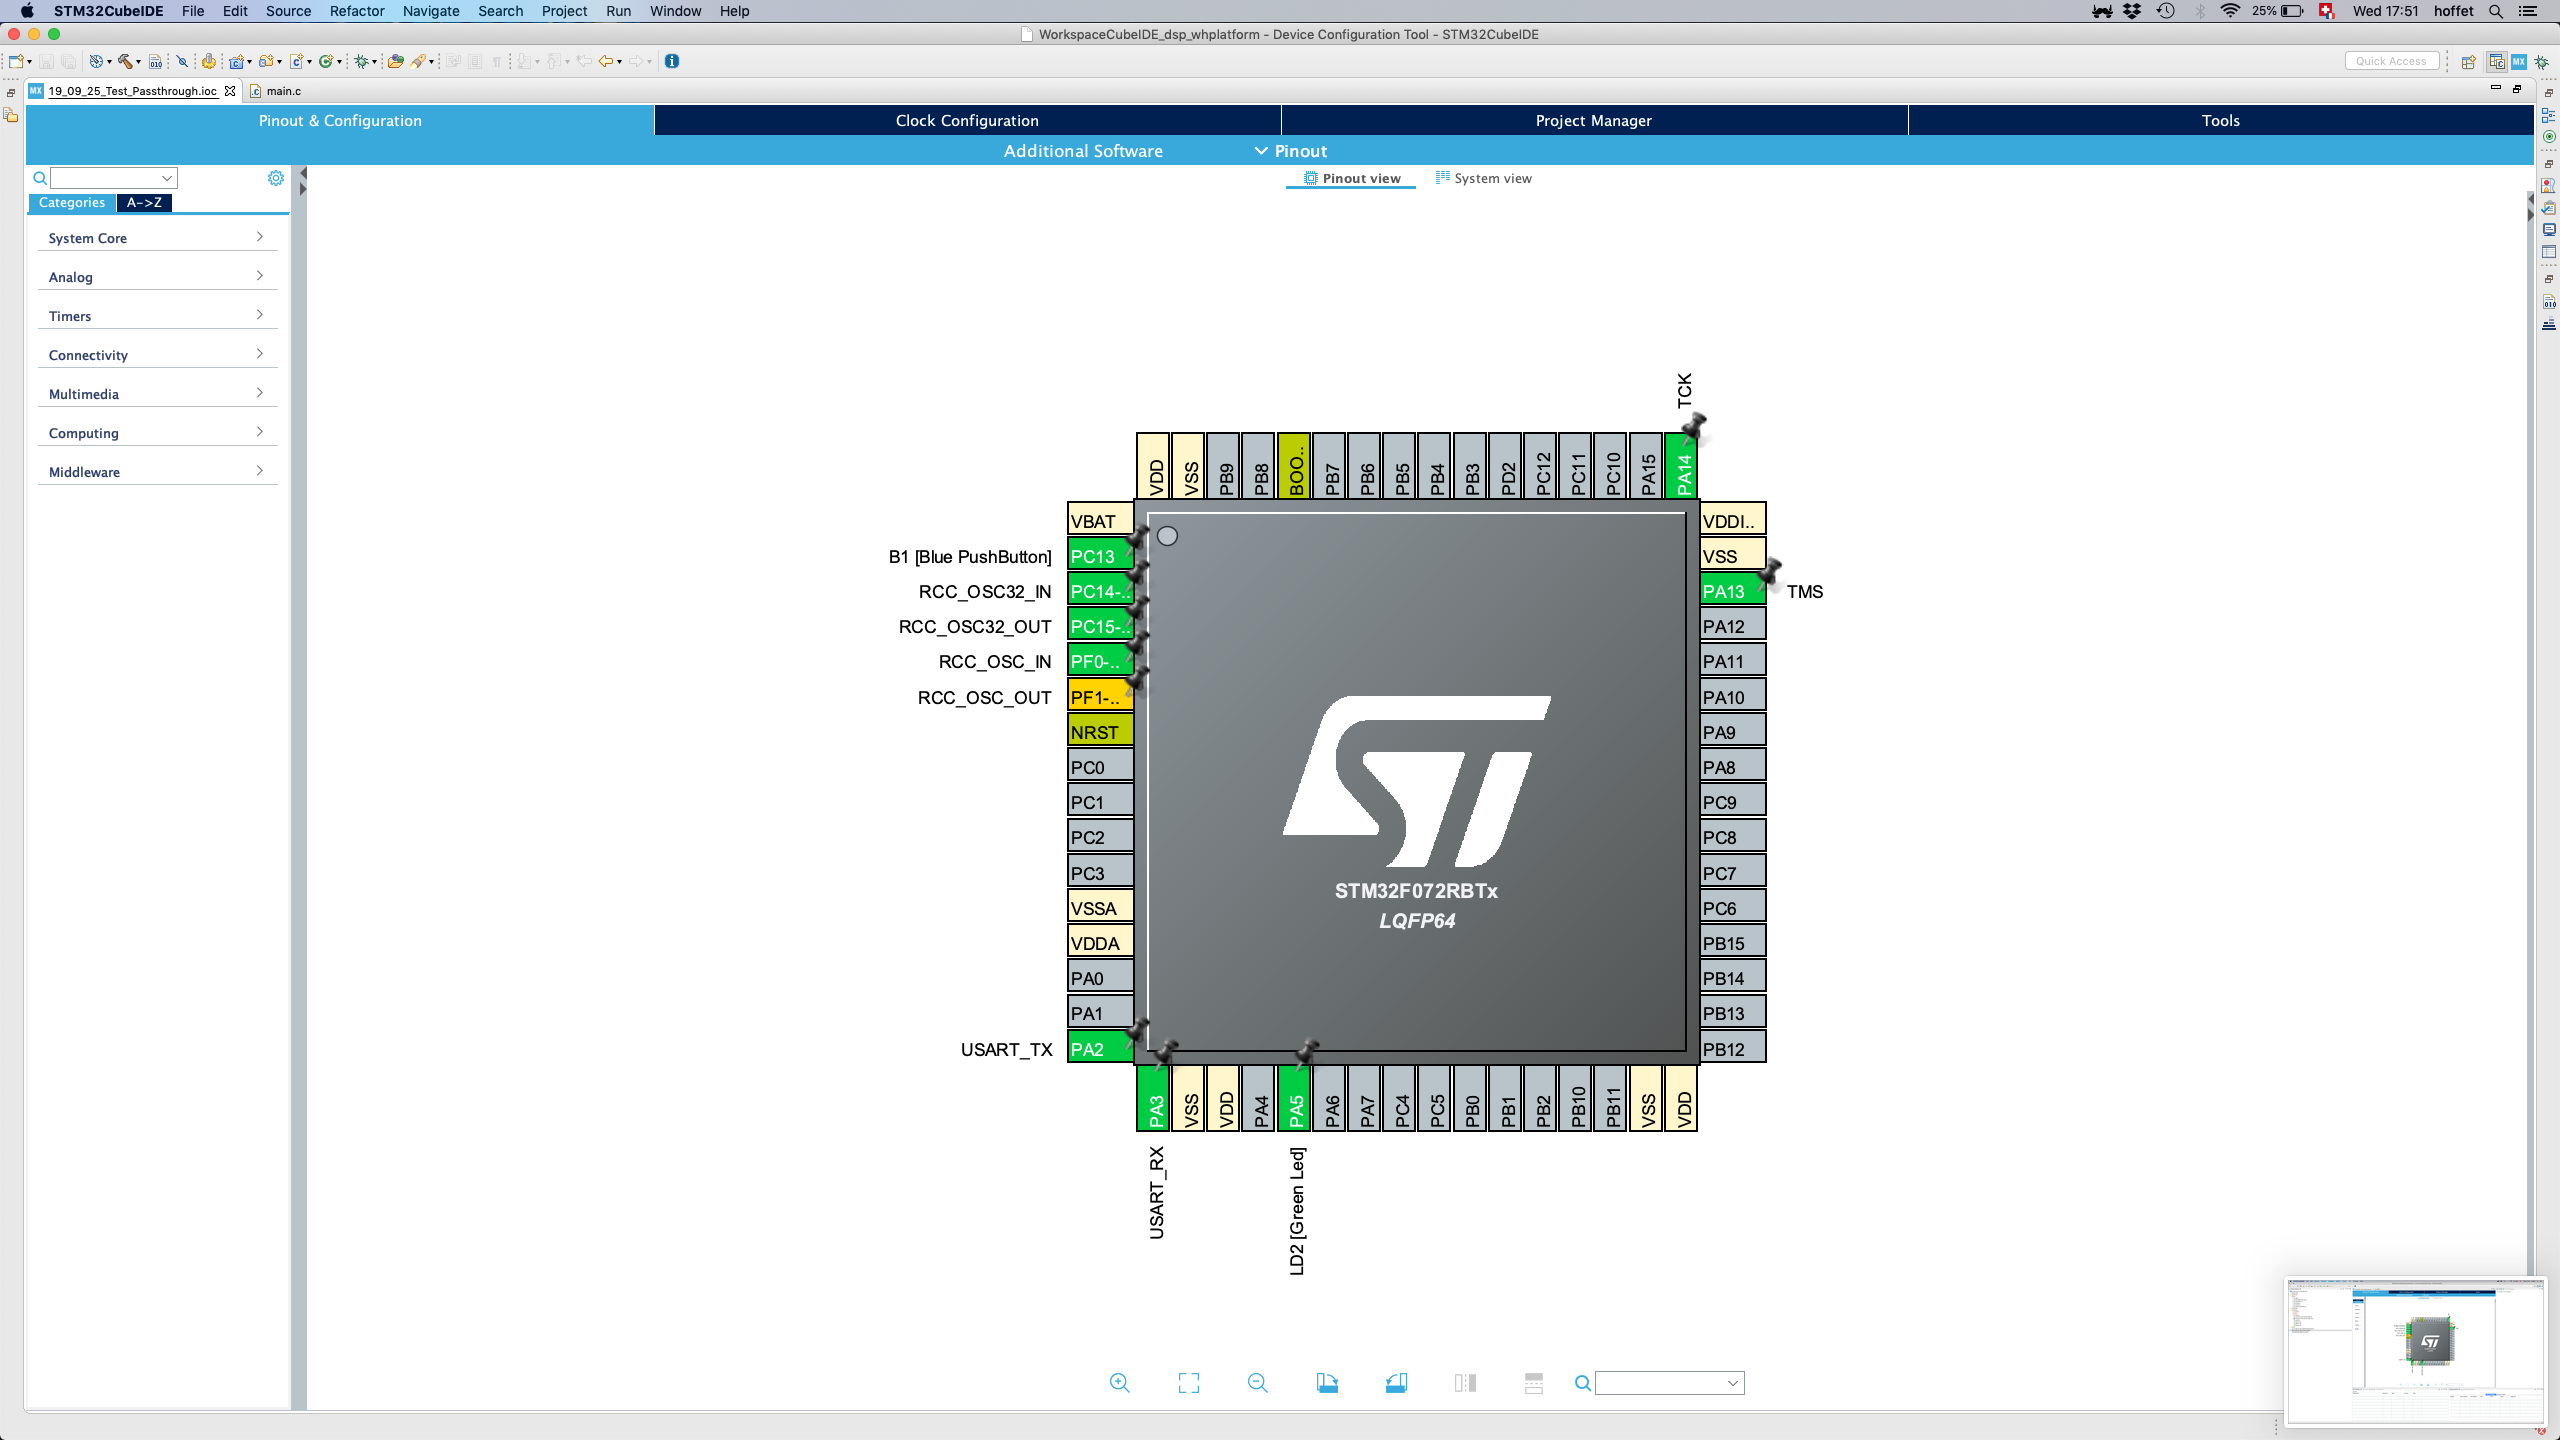 STM32CubeIDE File Edit Source Refactor Navigate Search Project Run Window Help 25% Wed 17:51 hoffet
WorkspaceCubeIDE_dsp_whplatform - Device Configuration Tool - STM32CubeIDE
Quick Access
MX 19_09_25_Test_Passthrough.ioc main.c
Pinout & Configuration Clock Configuration Project Manager Tools
Additional Software Pinout
Pinout view System view
Categories A->Z
System Core
Analog
Timers
Connectivity
Multimedia
Computing
Middleware
TCK
VDD VSS PB9 PB8 BOO.. PB7 PB6 PB5 PB4 PB3 PD2 PC12 PC11 PC10 PA15 PA14
VBAT VDDI..
B1 [Blue PushButton] PC13 VSS
RCC_OSC32_IN PC14-.. PA13 TMS
RCC_OSC32_OUT PC15-.. PA12
RCC_OSC_IN PF0-.. PA11
RCC_OSC_OUT PF1-.. PA10
NRST PA9
PC0 PA8
PC1 PC9
PC2 PC8
PC3 PC7
VSSA PC6
VDDA PB15
PA0 PB14
PA1 PB13
USART_TX PA2 PB12
ST
STM32F072RBTx
LQFP64
PA3 VSS VDD PA4 PA5 PA6 PA7 PC4 PC5 PB0 PB1 PB2 PB10 PB11 VSS VDD
USART_RX LD2 [Green Led]